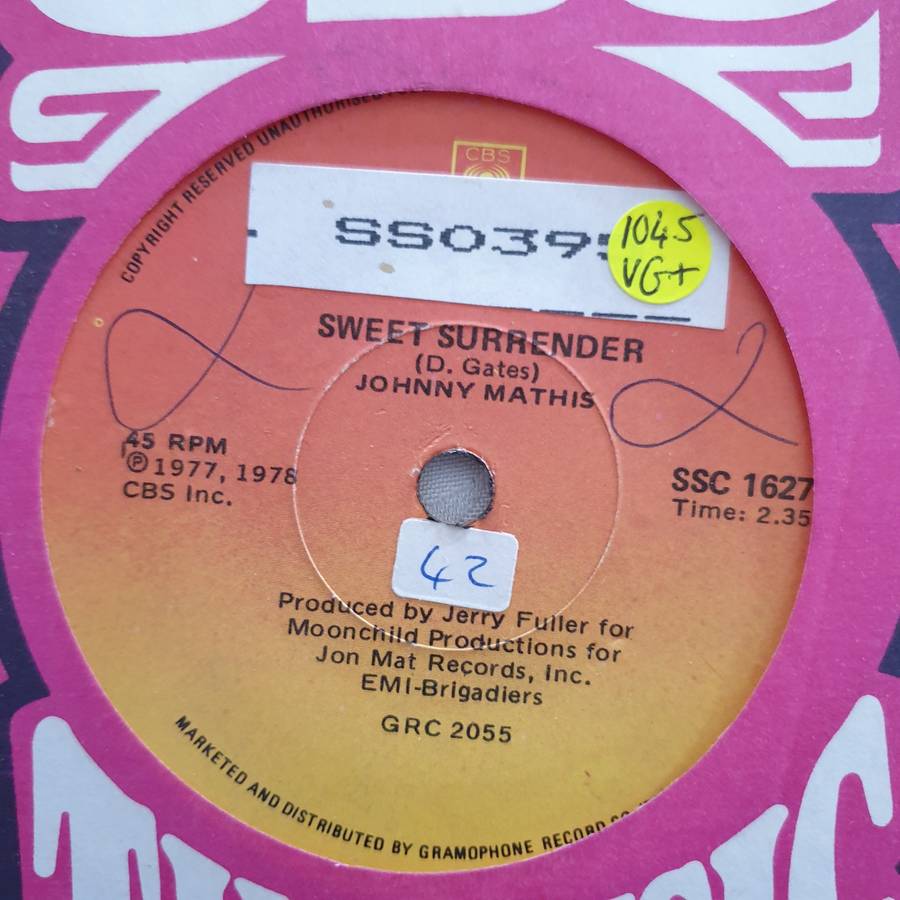 COPYRIGHT RESERVED UNAUTHORISED
CBS
SS039
1045
VG+
SWEET SURRENDER
(D. Gates)
JOHNNY MATHIS
45 RPM
℗ 1977, 1978
CBS Inc.
SSC 1627
Time: 2.35
42
Produced by Jerry Fuller for
Moonchild Productions for
Jon Mat Records, Inc.
EMI-Brigadiers
GRC 2055
MARKETED AND DISTRIBUTED BY GRAMOPHONE RECORD CO